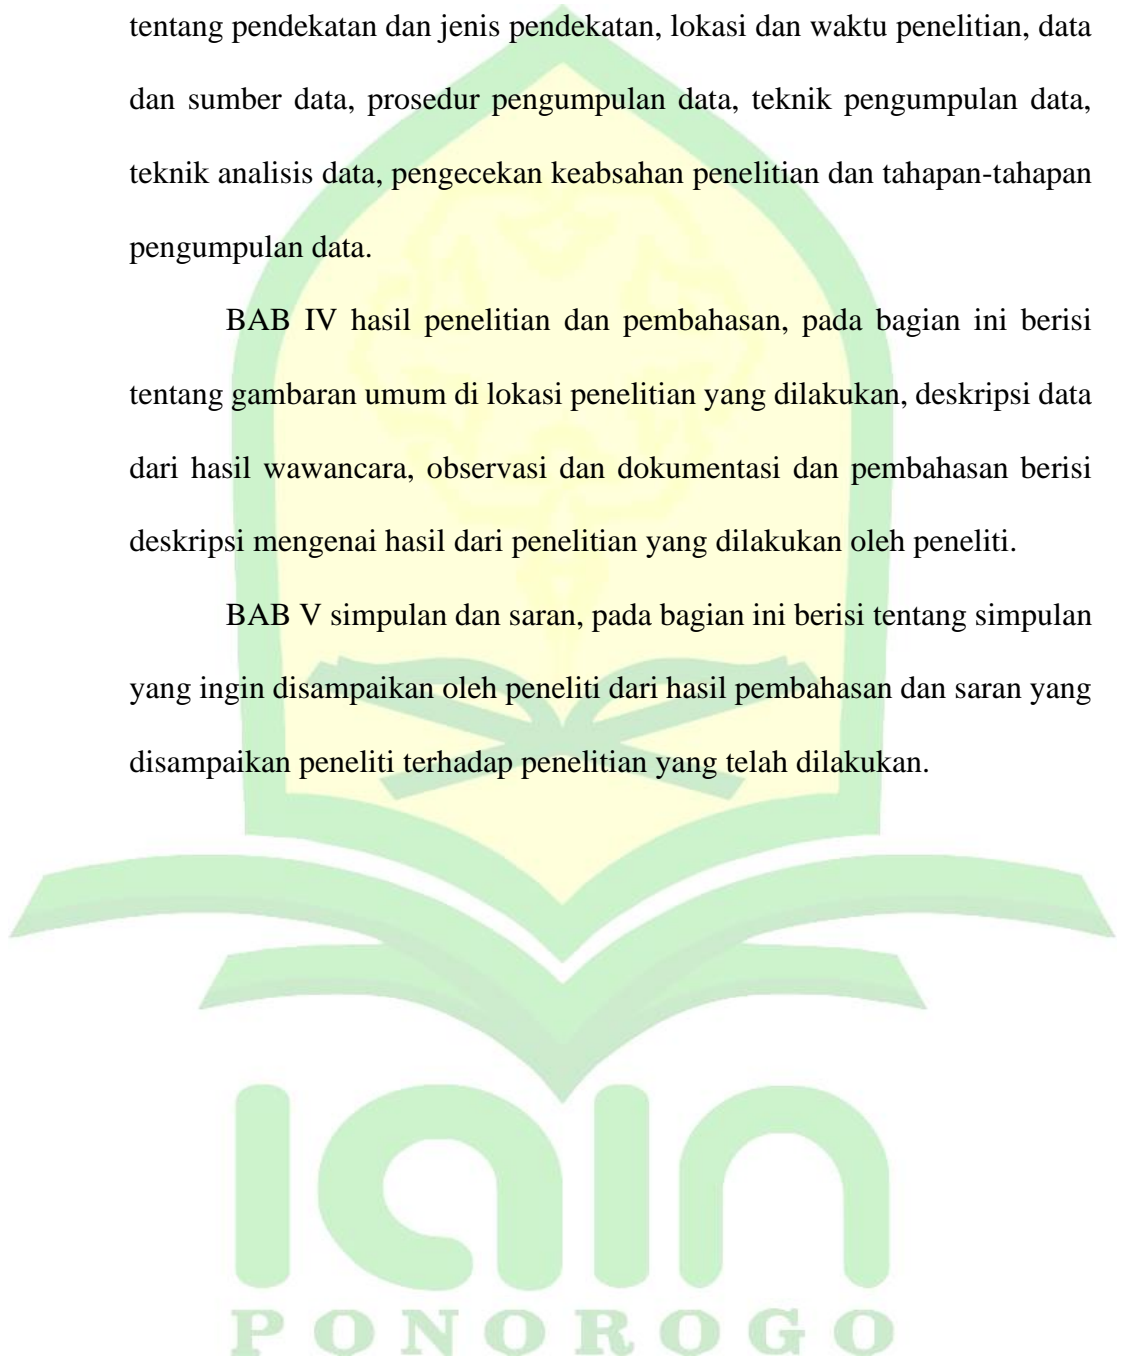 tentang pendekatan dan jenis pendekatan, lokasi dan waktu penelitian, data
dan sumber data, prosedur pengumpulan data, teknik pengumpulan data,
teknik analisis data, pengecekan keabsahan penelitian dan tahapan-tahapan
pengumpulan data.
BAB IV hasil penelitian dan pembahasan, pada bagian ini berisi
tentang gambaran umum di lokasi penelitian yang dilakukan, deskripsi data
dari hasil wawancara, observasi dan dokumentasi dan pembahasan berisi
deskripsi mengenai hasil dari penelitian yang dilakukan oleh peneliti.
BAB V simpulan dan saran, pada bagian ini berisi tentang simpulan
yang ingin disampaikan oleh peneliti dari hasil pembahasan dan saran yang
disampaikan peneliti terhadap penelitian yang telah dilakukan.
iain
PONOROGO